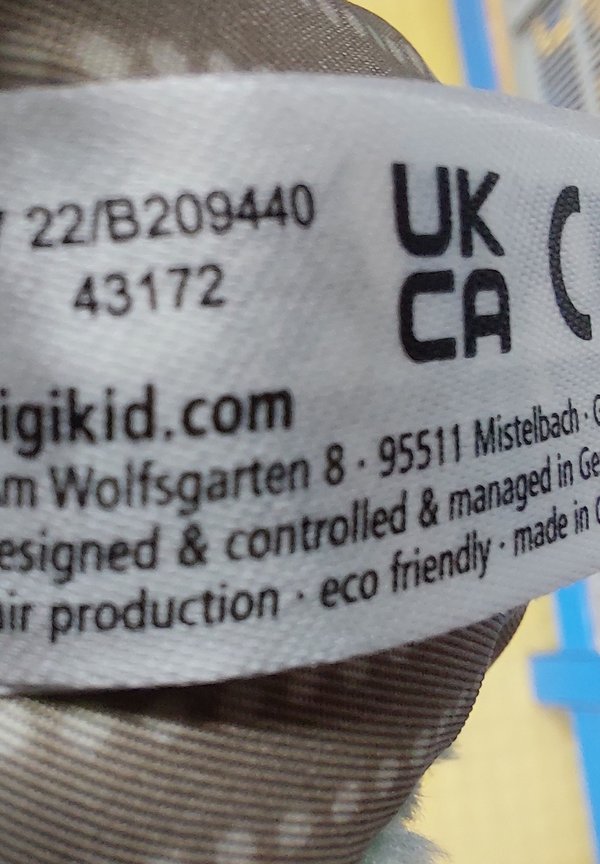 22/B209440
43172
UK
CA
igikid.com
m Wolfsgarten 8 · 95511 Mistelbach · G
esigned & controlled & managed in Ge
air production · eco friendly · made in